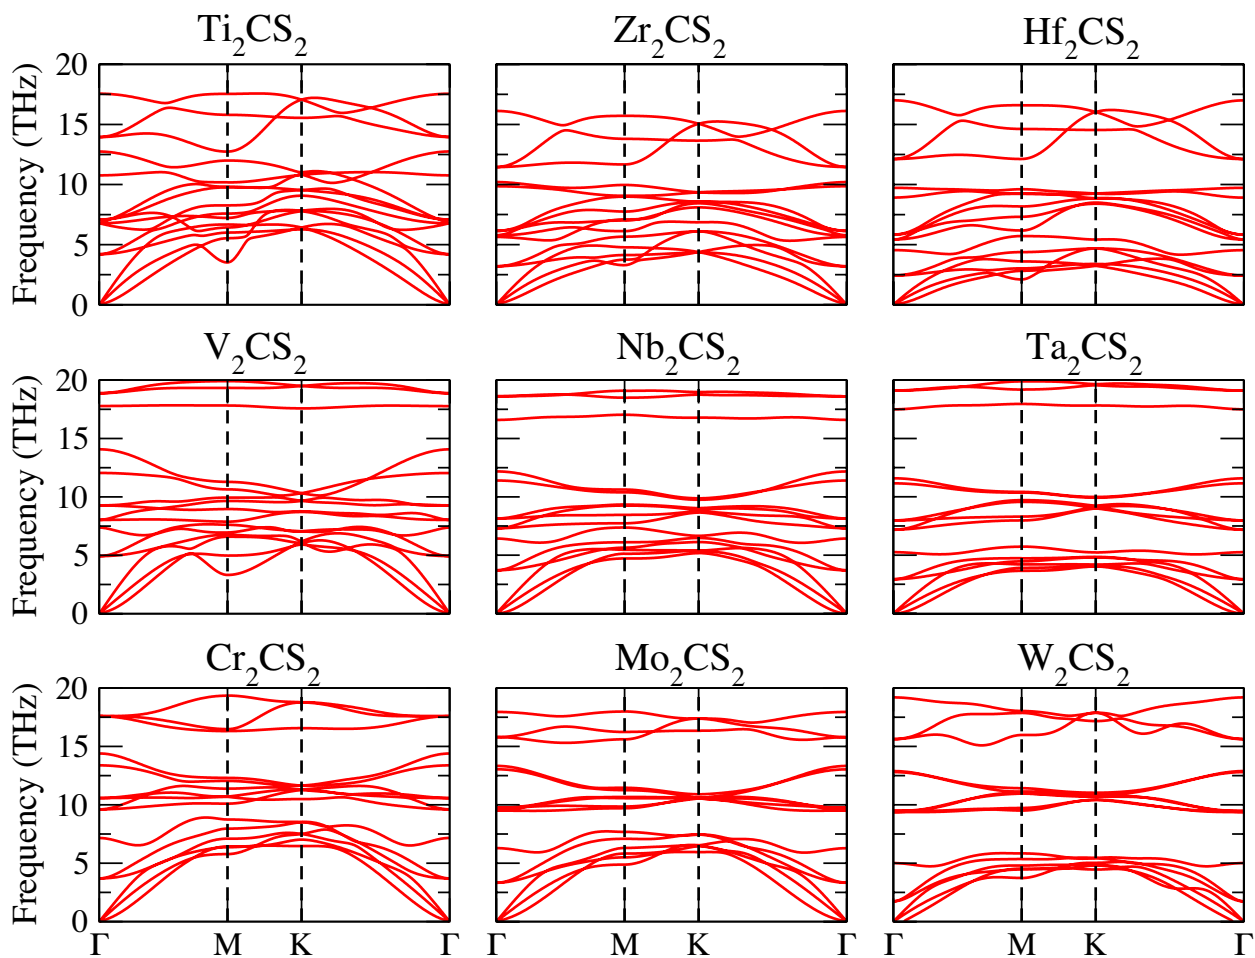 Ti₂CS₂ Zr₂CS₂ Hf₂CS₂
Frequency (THz)
20
15
10
5
0
V₂CS₂ Nb₂CS₂ Ta₂CS₂
Frequency (THz)
20
15
10
5
0
Cr₂CS₂ Mo₂CS₂ W₂CS₂
Frequency (THz)
20
15
10
5
0
Γ M K Γ M K Γ Γ M K Γ